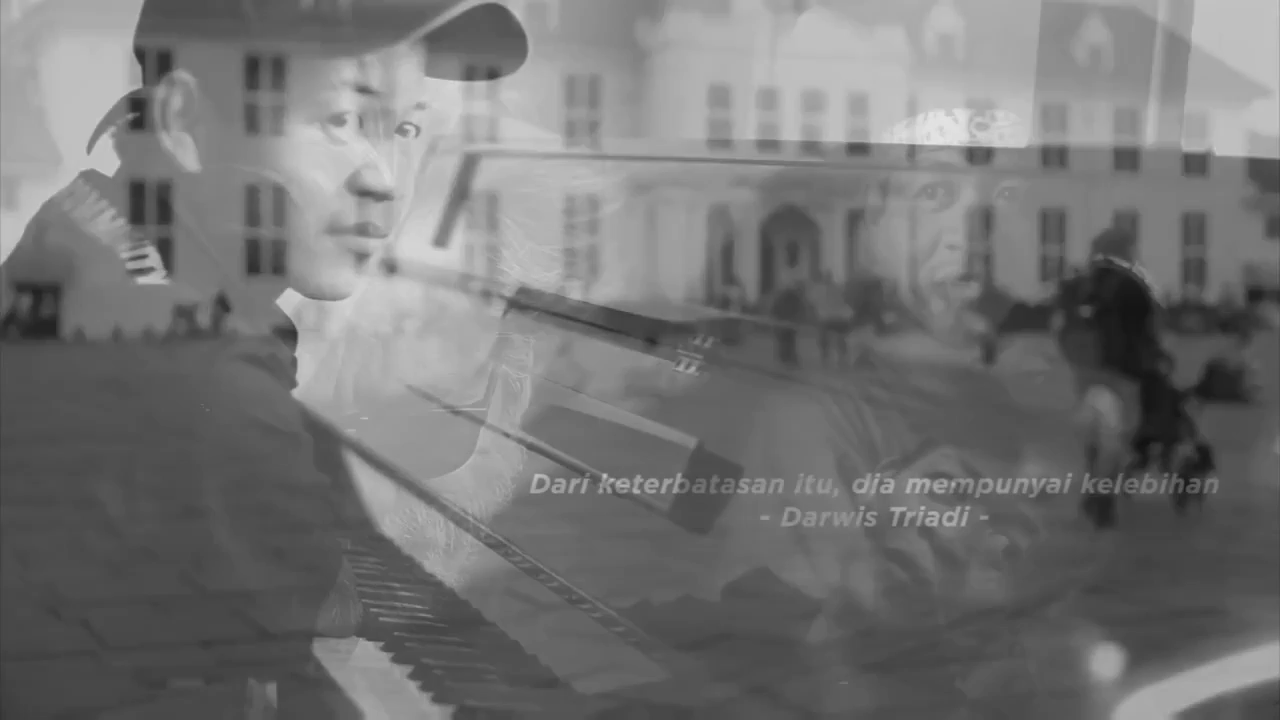 Dari keterbatasan itu, dia mempunyai kelebihan
- Darwis Triadi -